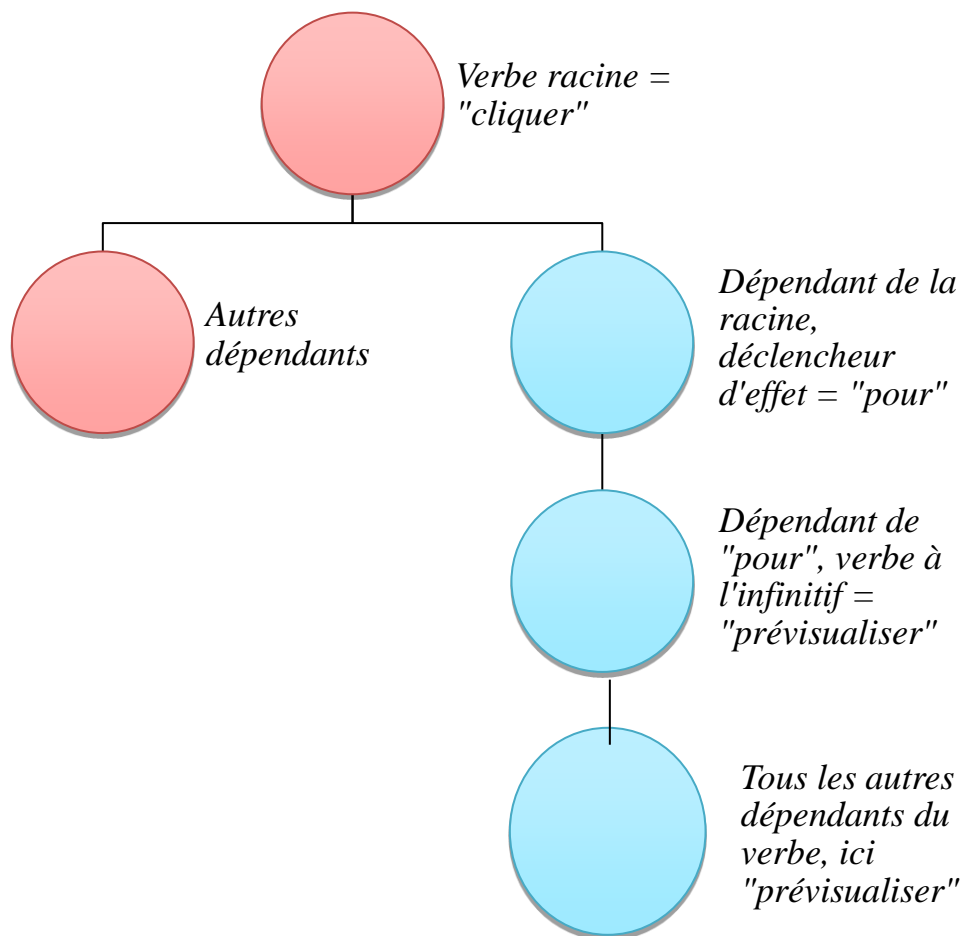 Verbe racine =
"cliquer"
Autres
dépendants
Dépendant de la
racine,
déclencheur
d'effet = "pour"
Dépendant de
"pour", verbe à
l'infinitif =
"prévisualiser"
Tous les autres
dépendants du
verbe, ici
"prévisualiser"